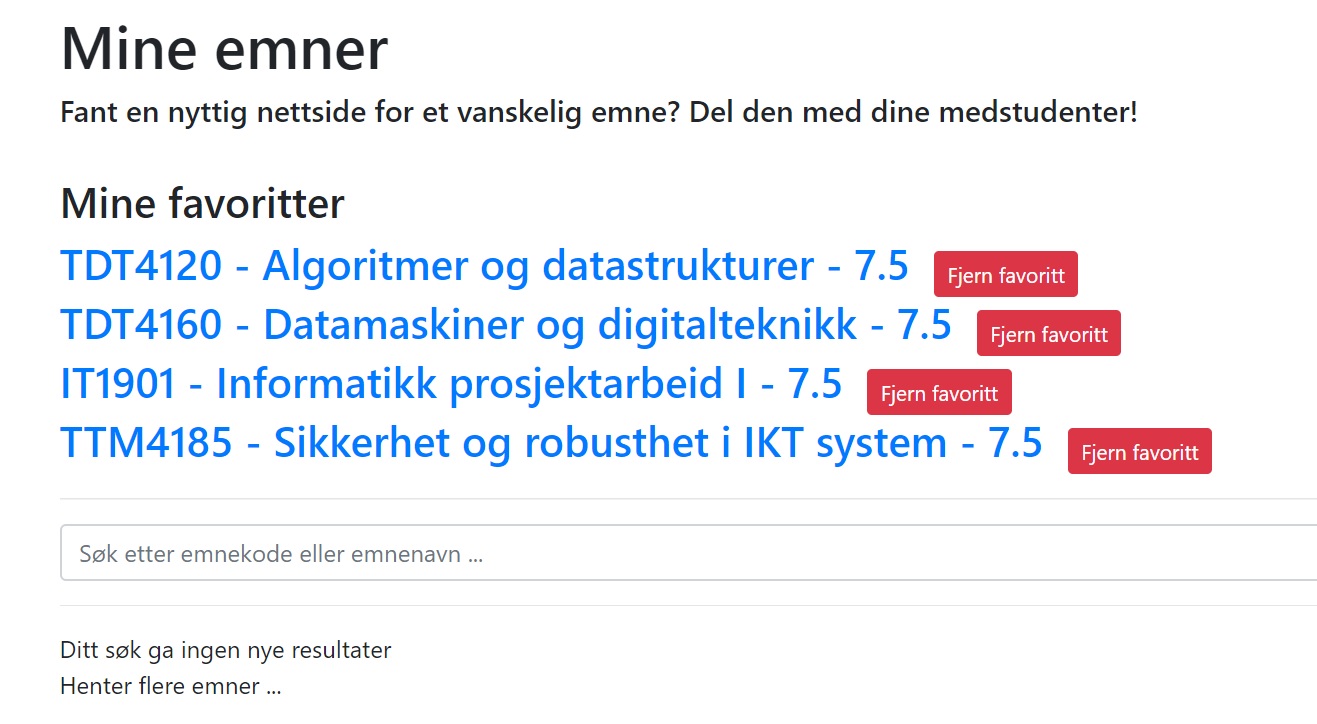 Mine emner
Fant en nyttig nettside for et vanskelig emne? Del den med dine medstudenter!
Mine favoritter
TDT4120 - Algoritmer og datastrukturer - 7.5 Fjern favoritt
TDT4160 - Datamaskiner og digitalteknikk - 7.5 Fjern favoritt
IT1901 - Informatikk prosjektarbeid I - 7.5 Fjern favoritt
TTM4185 - Sikkerhet og robusthet i IKT system - 7.5 Fjern favoritt
Søk etter emnekode eller emnenavn ...
Ditt søk ga ingen nye resultater
Henter flere emner ...